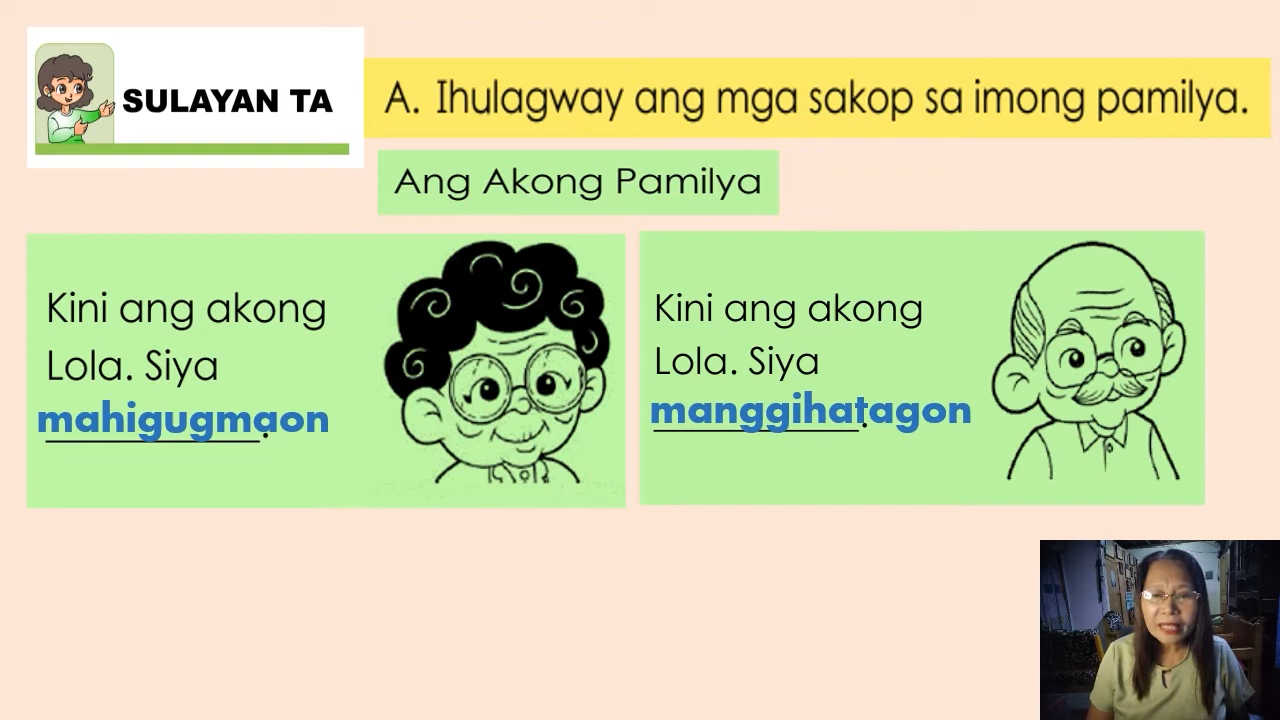 SULAYAN TA
A. Ihulagway ang mga sakop sa imong pamilya.
Ang Akong Pamilya
Kini ang akong
Lola. Siya
mahigugmaon.
Kini ang akong
Lola. Siya
manggihatagon.